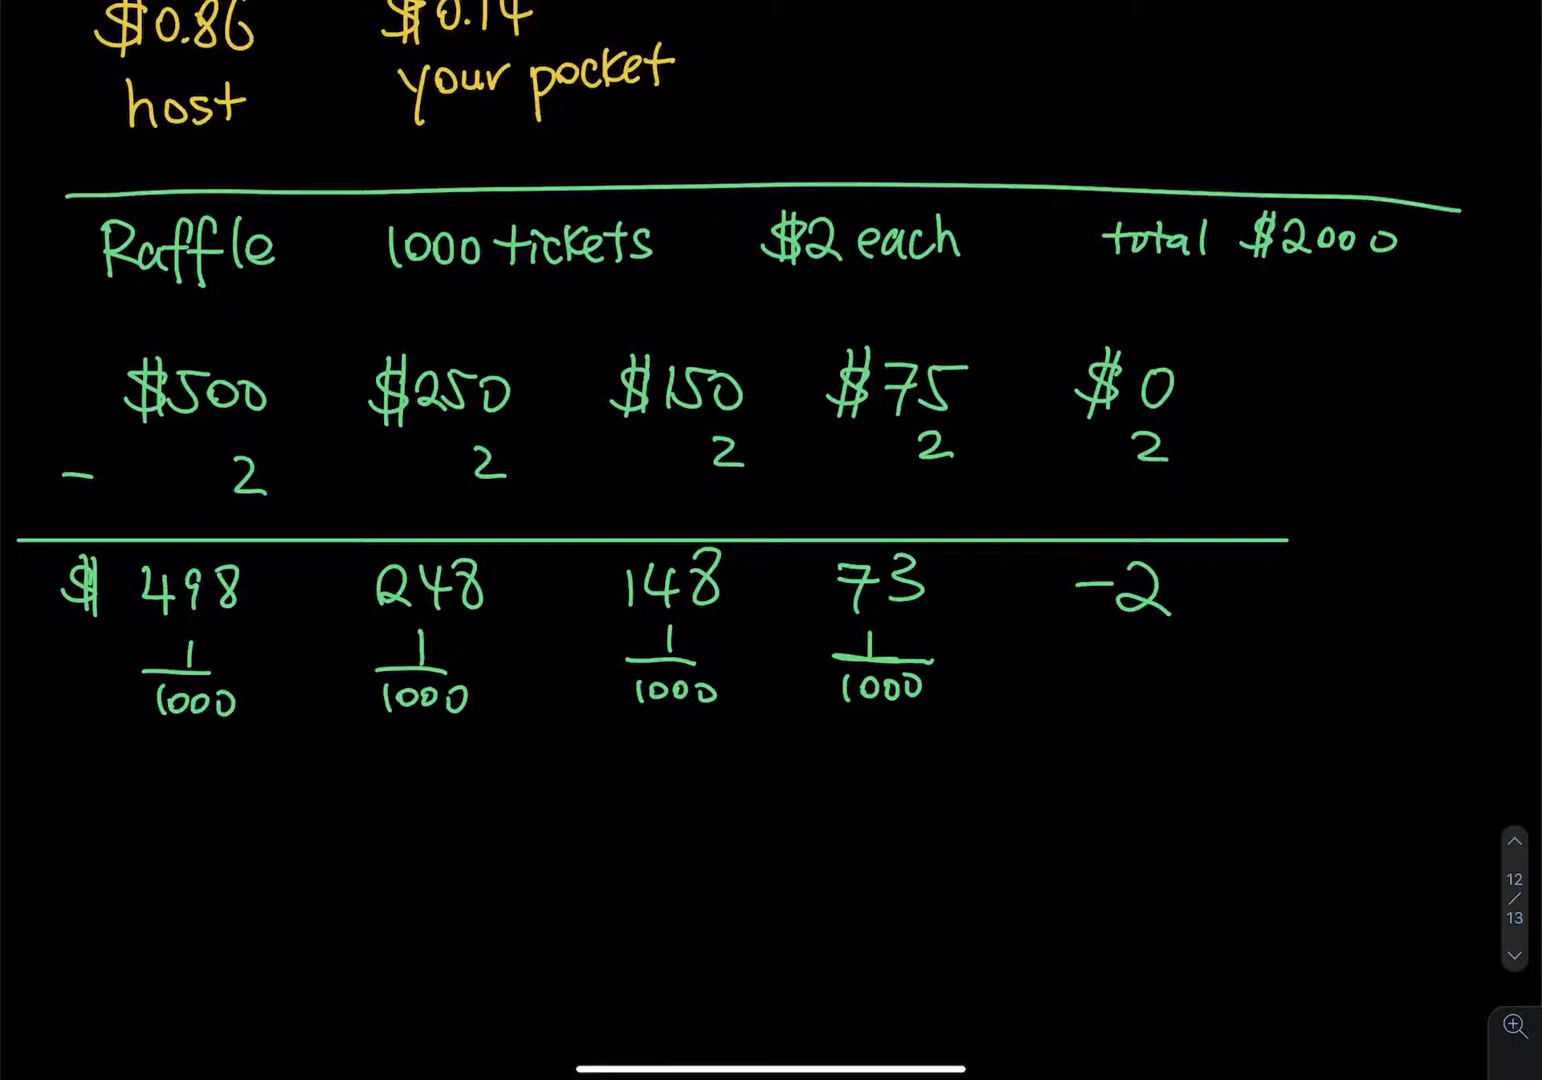 $0.86 $0.14
host your pocket
Raffle 1000 tickets $2 each total $2000
$500 $250 $150 $75 $0
- 2 2 2 2 2
$ 498 248 148 73 -2
1/1000 1/1000 1/1000 1/1000
12
/
13